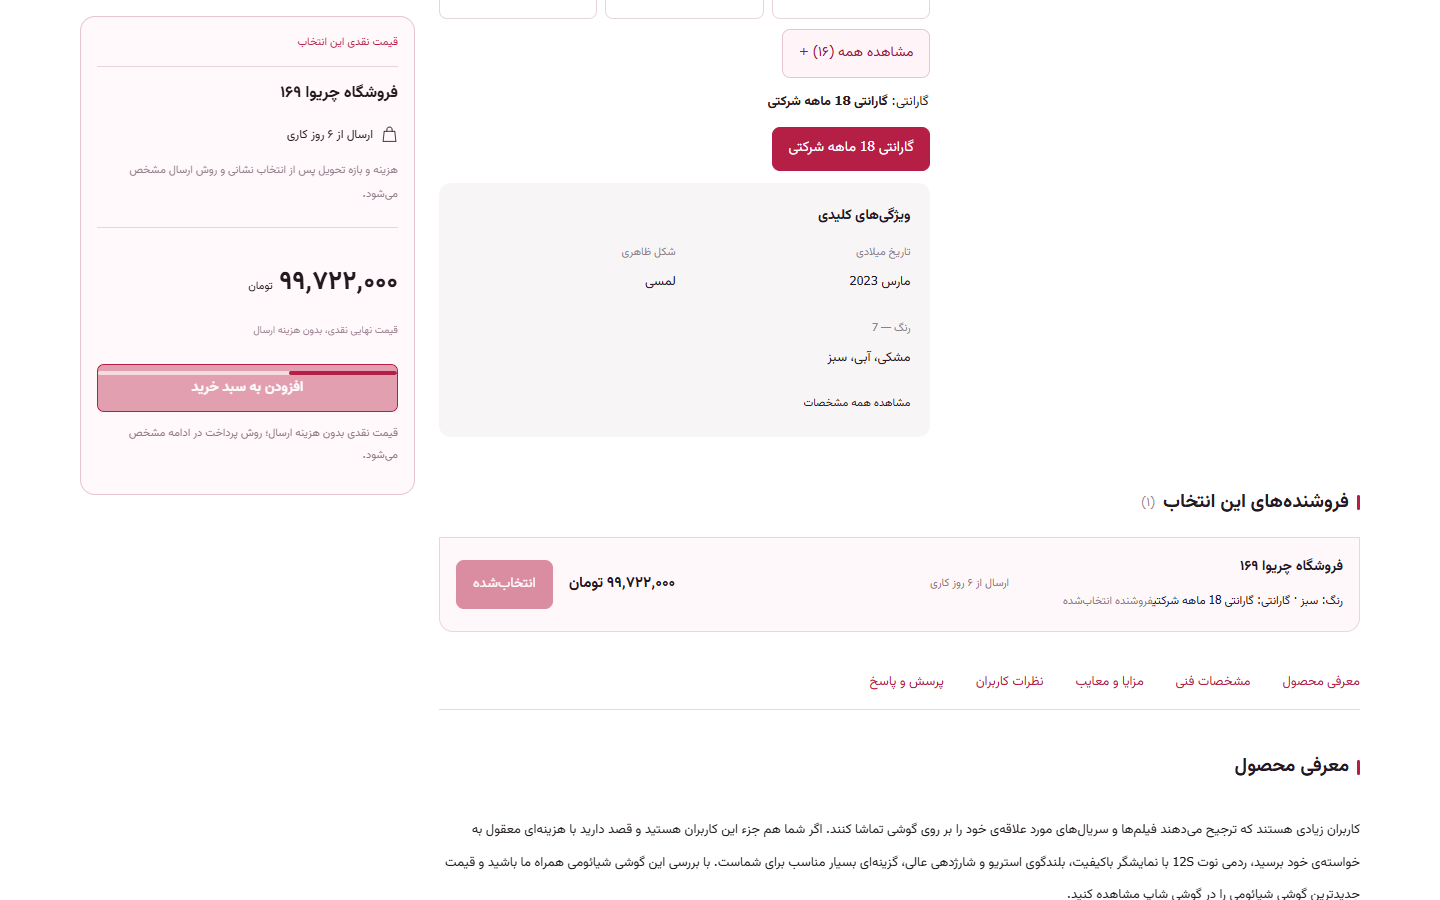 مشاهده همه (۱۶) +
گارانتی: گارانتی 18 ماهه شرکتی
گارانتی 18 ماهه شرکتی
ویژگی‌های کلیدی
تاریخ میلادی
مارس 2023
شکل ظاهری
لمسی
رنگ — 7
مشکی، آبی، سبز
مشاهده همه مشخصات
قیمت نقدی این انتخاب
فروشگاه چریوا ۱۶۹
ارسال از ۶ روز کاری
هزینه و بازه تحویل پس از انتخاب نشانی و روش ارسال مشخص
می‌شود.
۹۹,۷۲۲,۰۰۰ تومان
قیمت نهایی نقدی، بدون هزینه ارسال
افزودن به سبد خرید
قیمت نقدی بدون هزینه ارسال؛ روش پرداخت در ادامه مشخص
می‌شود.
فروشنده‌های این انتخاب (۱)
فروشگاه چریوا ۱۶۹
رنگ: سبز · گارانتی: گارانتی 18 ماهه شرکتیفروشنده انتخاب‌شده
ارسال از ۶ روز کاری
۹۹,۷۲۲,۰۰۰ تومان
انتخاب‌شده
معرفی محصول
مشخصات فنی
مزایا و معایب
نظرات کاربران
پرسش و پاسخ
معرفی محصول
کاربران زیادی هستند که ترجیح می‌دهند فیلم‌ها و سریال‌های مورد علاقه‌ی خود را بر روی گوشی تماشا کنند. اگر شما هم جزء این کاربران هستید و قصد دارید با هزینه‌ای معقول به
خواسته‌ی خود برسید، ردمی نوت 12S با نمایشگر باکیفیت، بلندگوی استریو و شارژدهی عالی، گزینه‌ای بسیار مناسب برای شماست. با بررسی این گوشی شیائومی همراه ما باشید و قیمت
جدیدترین گوشی شیائومی را در گوشی شاپ مشاهده کنید.